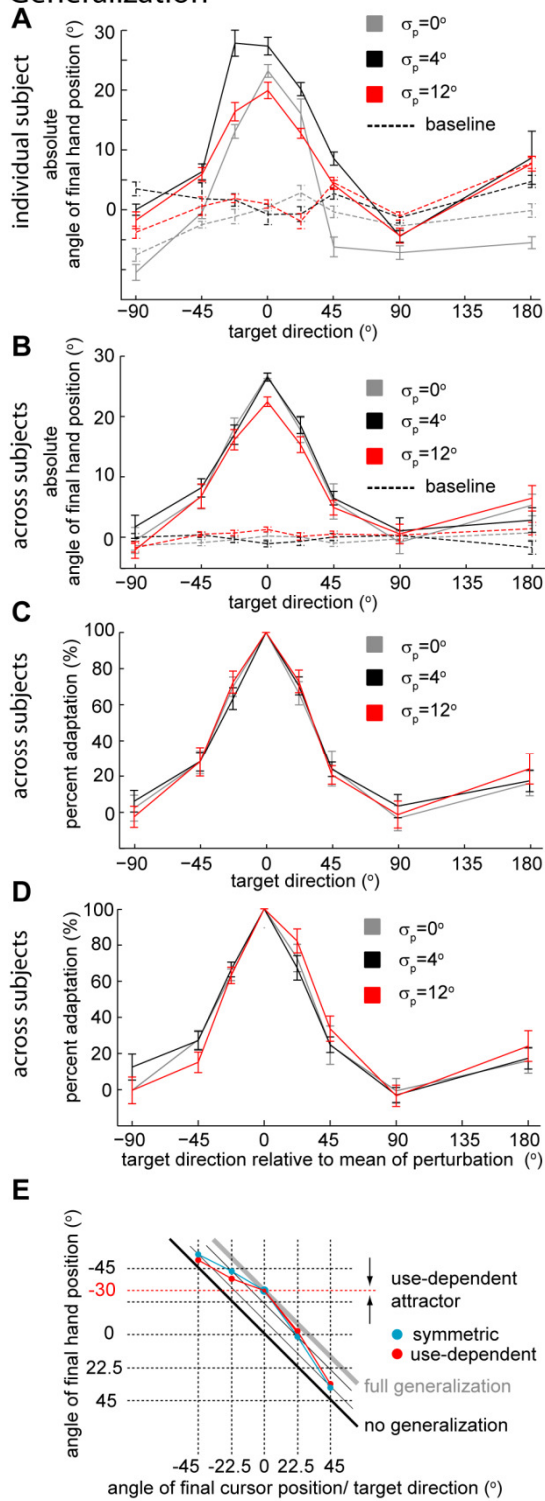 Generalization
A
individual subject
absolute
angle of final hand position (°)
30
20
10
0
σp=0°
σp=4°
σp=12°
baseline
−90 −45 0 45 90 135 180
target direction (°)
B
across subjects
absolute
angle of final hand position (°)
30
20
10
0
σp=0°
σp=4°
σp=12°
baseline
−90 −45 0 45 90 135 180
target direction (°)
C
across subjects
percent adaptation (%)
100
80
60
40
20
0
σp=0°
σp=4°
σp=12°
−90 −45 0 45 90 135 180
target direction (°)
D
across subjects
percent adaptation (%)
100
80
60
40
20
0
σp=0°
σp=4°
σp=12°
−90 −45 0 45 90 135 180
target direction relative to mean of perturbation (°)
E
angle of final hand position (°)
-45
-30
0
22.5
45
use-dependent
attractor
symmetric
use-dependent
full generalization
no generalization
-45 -22.5 0 22.5 45
angle of final cursor position/ target direction (°)